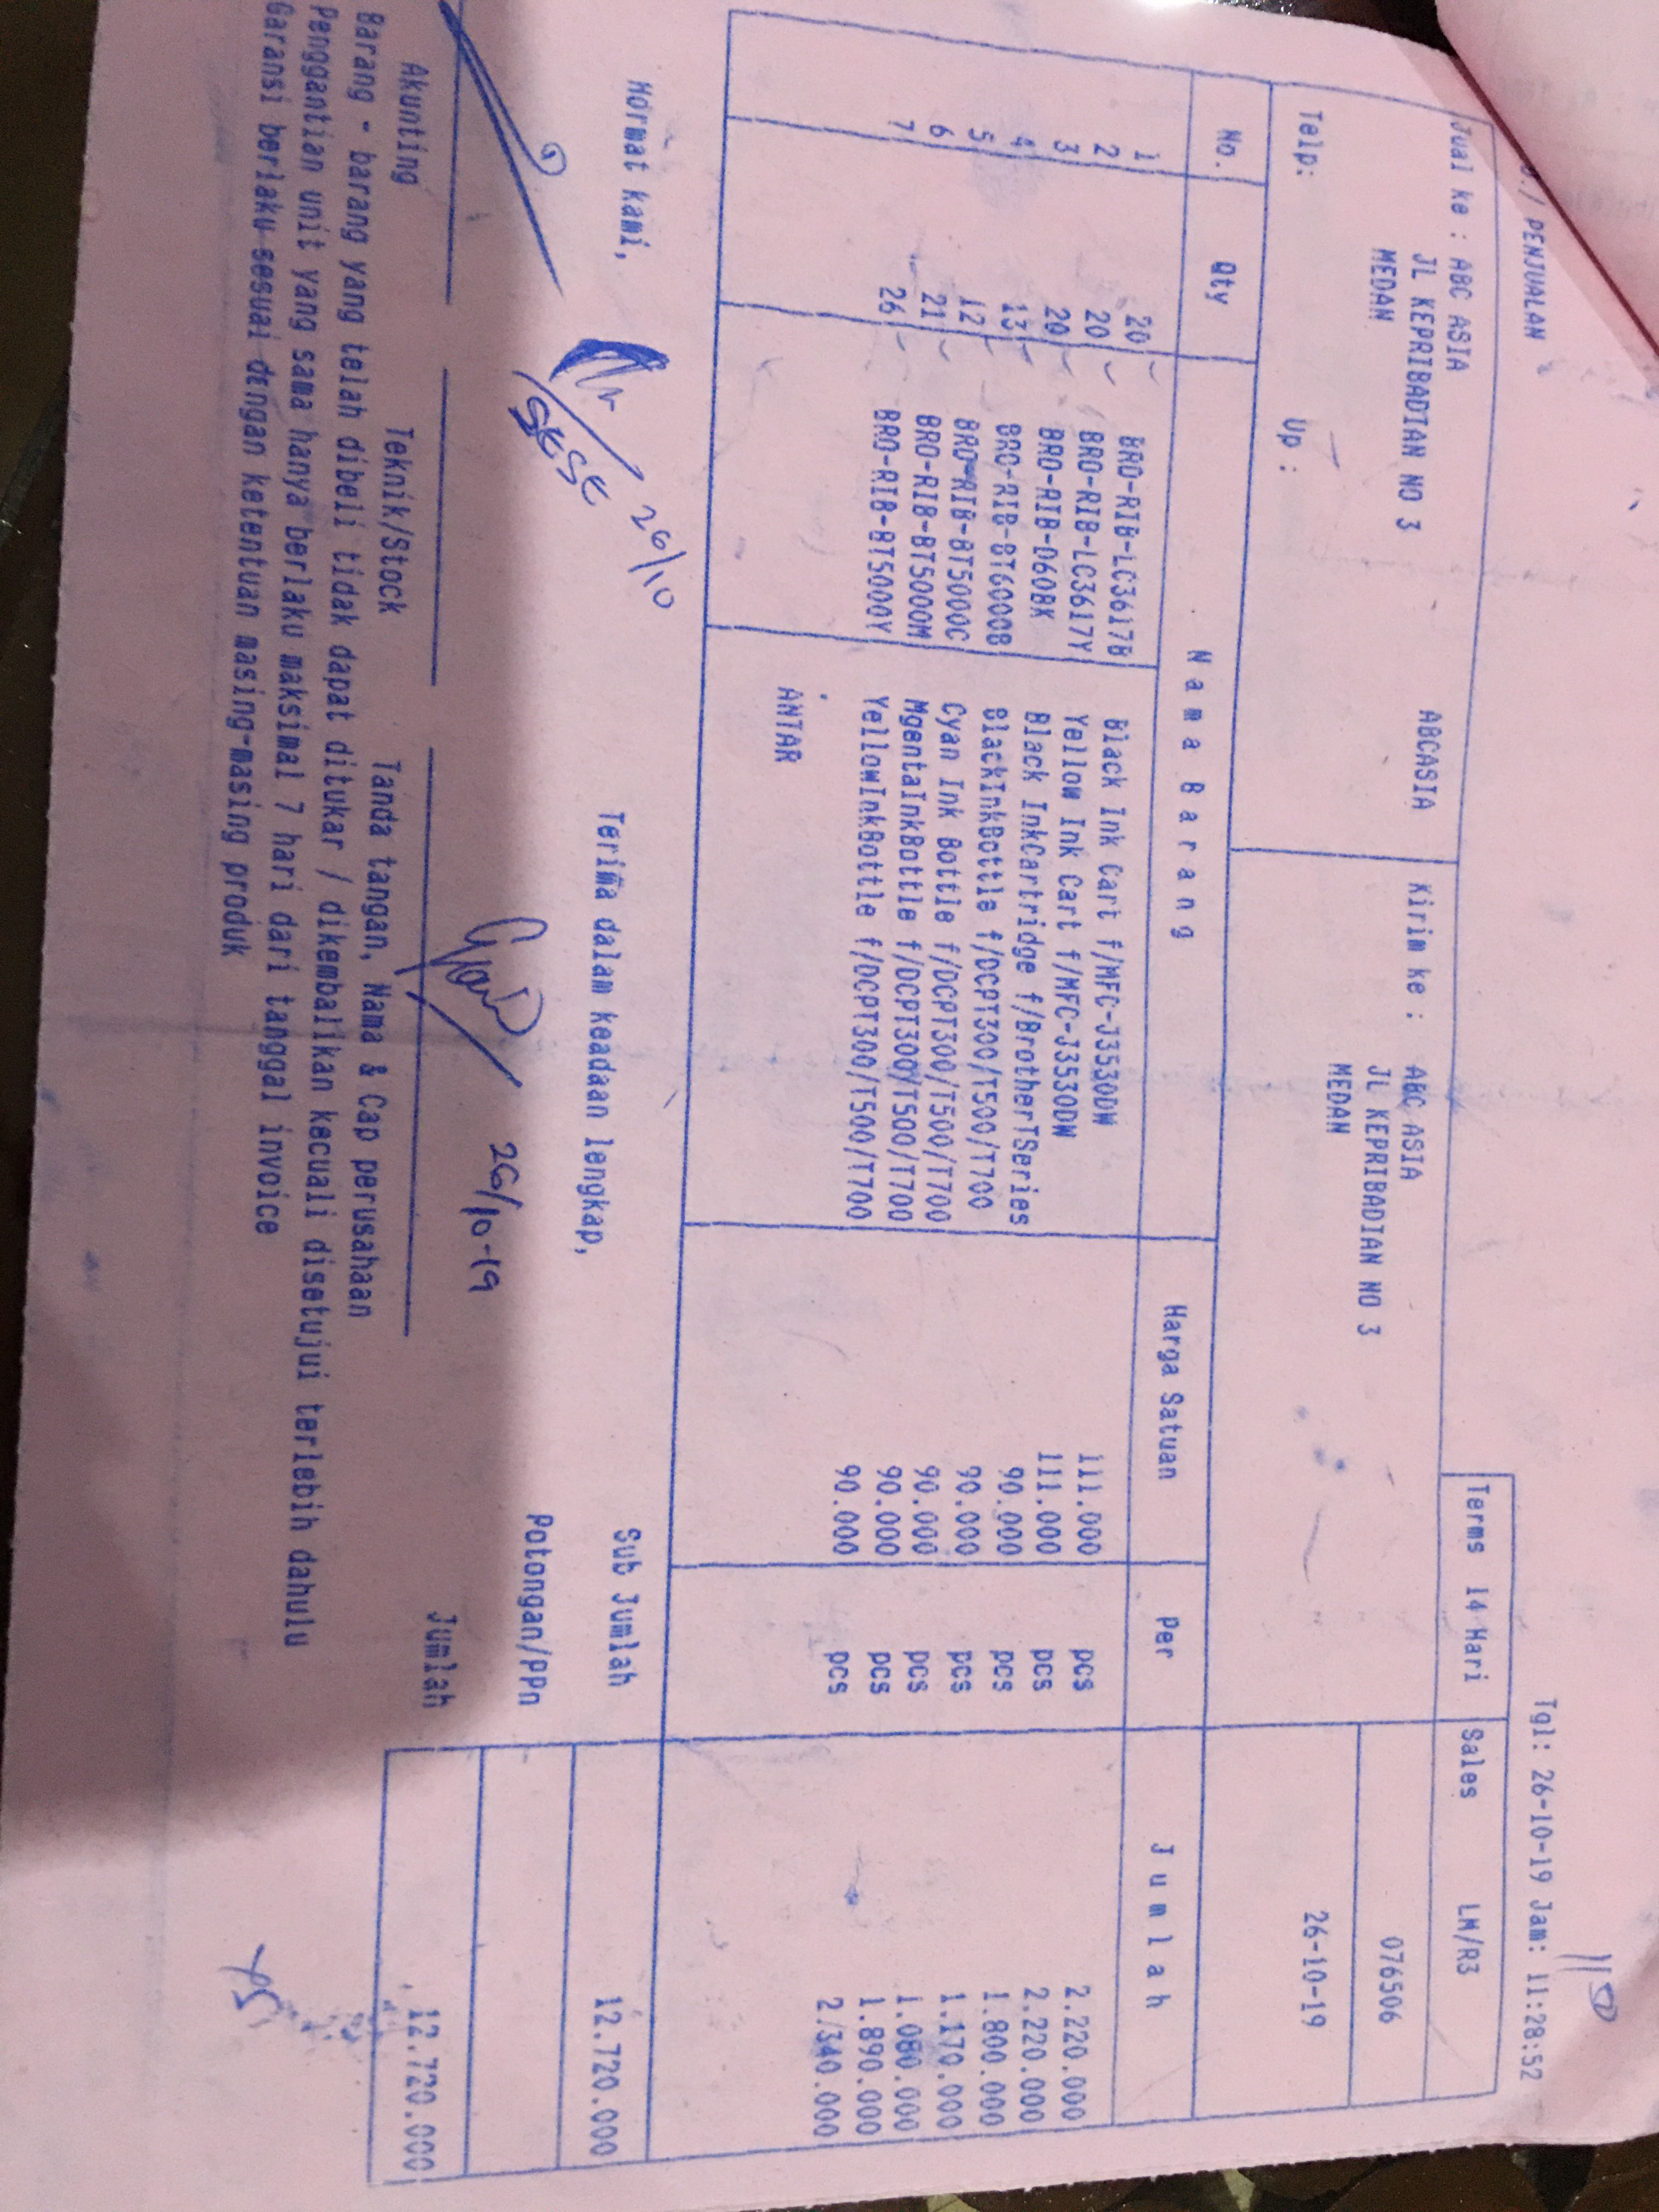 PENJUALAN
Tgl: 26-10-19 Jam: 11:28:52
Jual ke : ABC ASIA ABCASIA Kirim ke : ABC ASIA Terms 14 Hari Sales LM/R3
JL KEPRIBADIAN NO 3 JL KEPRIBADIAN NO 3 076506
MEDAN MEDAN
26-10-19
Telp: Up :
No. Qty Nama Barang Harga Satuan Per Jumlah
1 20 BRO-RIB-LC3617B Black Ink Cart f/MFC-J3530DW 111.000 pcs 2.220.000
2 20 BRO-RIB-LC3617Y Yellow Ink Cart f/MFC-J3530DW 111.000 pcs 2.220.000
3 20 BRO-RIB-D60BK Black InkCartridge f/BrotherTSeries 90.000 pcs 1.800.000
4 13 BRO-RIB-BT6000B BlackInkBottle f/DCPT300/T500/T700 90.000 pcs 1.170.000
5 12 BRO-RIB-BT5000C Cyan Ink Bottle f/DCPT300/T500/T700 90.000 pcs 1.080.000
6 21 BRO-RIB-BT5000M MgentaInkBottle f/DCPT300/T500/T700 90.000 pcs 1.890.000
7 26 BRO-RIB-BT5000Y YellowInkBottle f/DCPT300/T500/T700 90.000 pcs 2.340.000
ANTAR
Hormat kami, Terima dalam keadaan lengkap, Sub Jumlah 12.720.000
26/10
Potongan/PPn
26/10-19
Jumlah 12.720.000
Akunting Teknik/Stock Tanda tangan, Nama & Cap perusahaan
Barang - barang yang telah dibeli tidak dapat ditukar / dikembalikan kecuali disetujui terlebih dahulu
Penggantian unit yang sama hanya berlaku maksimal 7 hari dari tanggal invoice
Garansi berlaku sesuai dengan ketentuan masing-masing produk